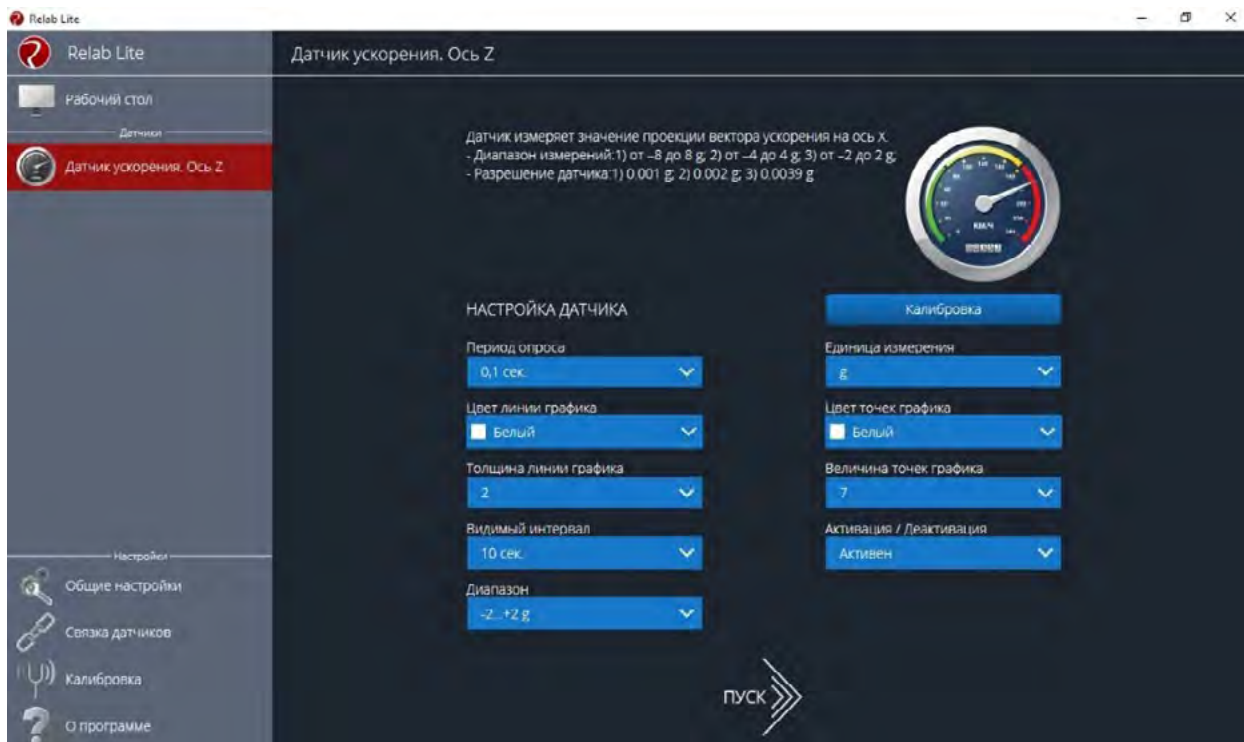 Relab Lite
Relab Lite
Датчик ускорения. Ось Z
Рабочий стол
Датчики
Датчик ускорения. Ось Z
Датчик измеряет значение проекции вектора ускорения на ось X.
- Диапазон измерений:1) от –8 до 8 g; 2) от –4 до 4 g; 3) от –2 до 2 g;
- Разрешение датчика:1) 0.001 g; 2) 0.002 g; 3) 0.0039 g
КМ/Ч
НАСТРОЙКА ДАТЧИКА
Калибровка
Период опроса
Единица измерения
0,1 сек.
g
Цвет линии графика
Цвет точек графика
Белый
Белый
Толщина линии графика
Величина точек графика
2
7
Видимый интервал
Активация / Деактивация
10 сек.
Активен
Диапазон
-2...+2 g
ПУСК
Настройки
Общие настройки
Связка датчиков
Калибровка
О программе